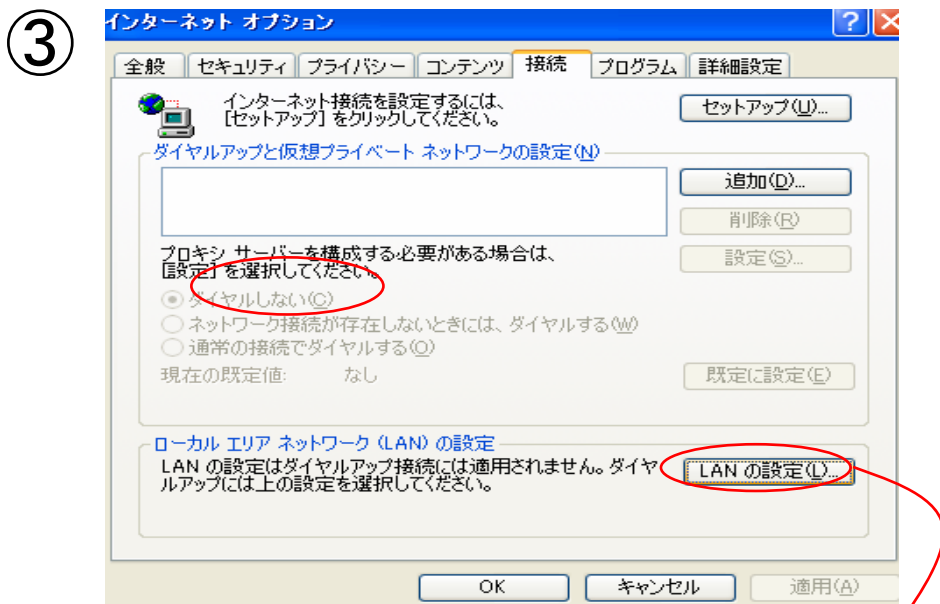 ③
インターネット オプション
全般 セキュリティ プライバシー コンテンツ 接続 プログラム 詳細設定
インターネット接続を設定するには、
[セットアップ] をクリックしてください。
セットアップ(U)...
ダイヤルアップと仮想プライベート ネットワークの設定(N)
追加(D)...
削除(R)
プロキシ サーバーを構成する必要がある場合は、
[設定] を選択してください。
設定(S)...
ダイヤルしない(C)
ネットワーク接続が存在しないときには、ダイヤルする(W)
通常の接続でダイヤルする(O)
現在の既定値: なし
既定に設定(E)
ローカル エリア ネットワーク (LAN) の設定
LAN の設定はダイヤルアップ接続には適用されません。ダイヤ
ルアップには上の設定を選択してください。
LAN の設定(L)...
OK キャンセル 適用(A)